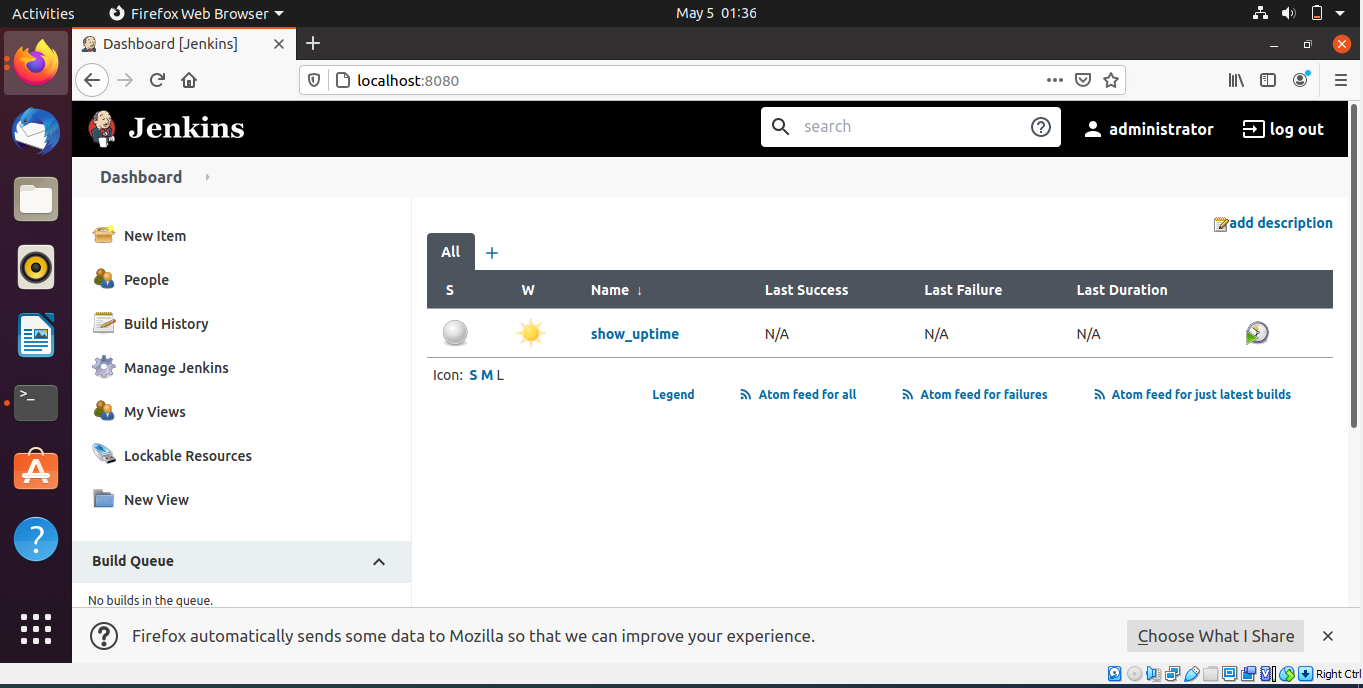 Activities Firefox Web Browser May 5 01:36
Dashboard [Jenkins]
localhost:8080
Jenkins search administrator log out
Dashboard
add description
New Item
People
Build History
Manage Jenkins
My Views
Lockable Resources
New View
All +
S W Name ↓ Last Success Last Failure Last Duration
show_uptime N/A N/A N/A
Icon: S M L
Legend Atom feed for all Atom feed for failures Atom feed for just latest builds
Build Queue
No builds in the queue.
Firefox automatically sends some data to Mozilla so that we can improve your experience. Choose What I Share
Right Ctrl